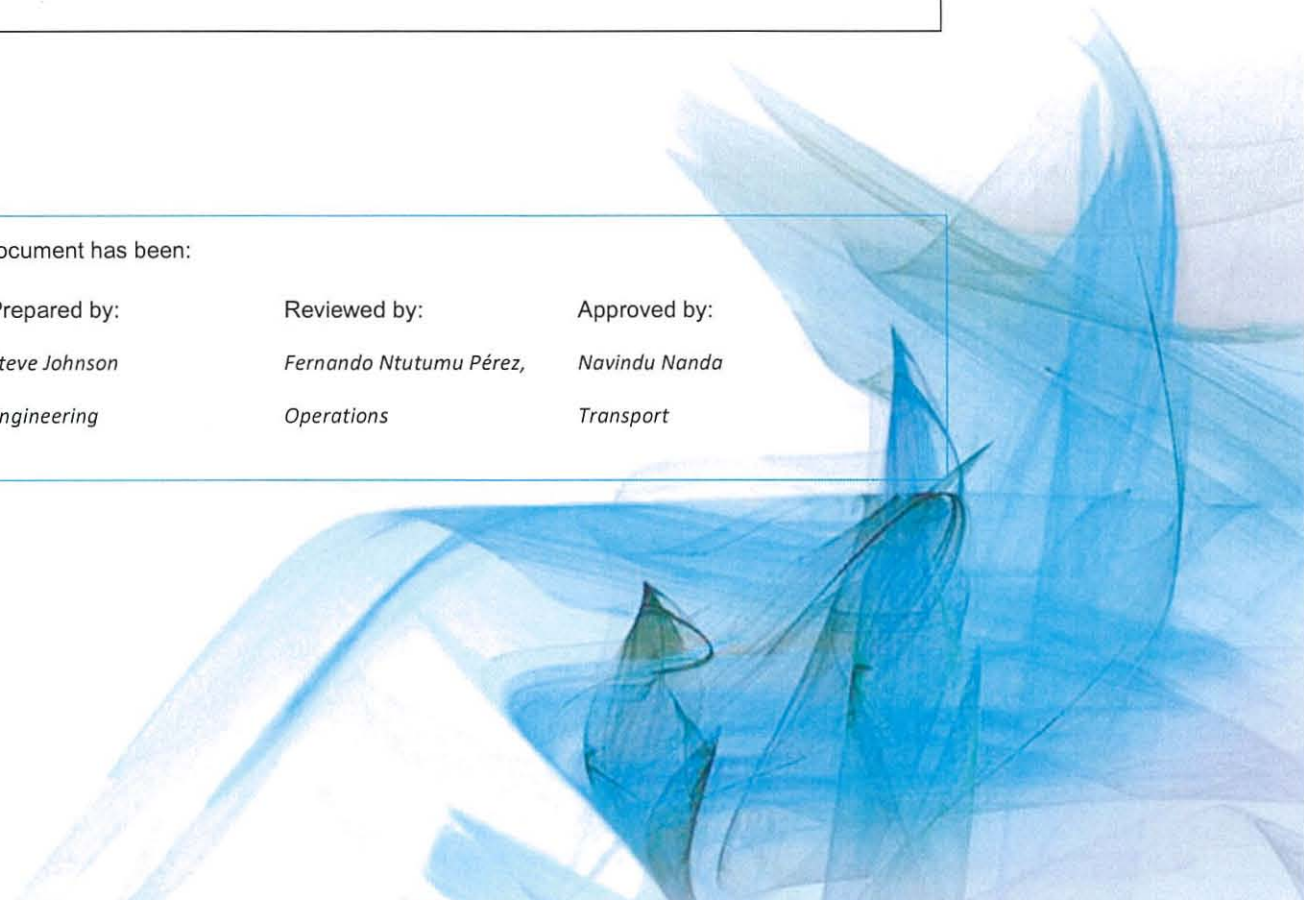 ocument has been:
Prepared by: Reviewed by: Approved by:
teve Johnson Fernando Ntutumu Pérez, Navindu Nanda
ngineering Operations Transport